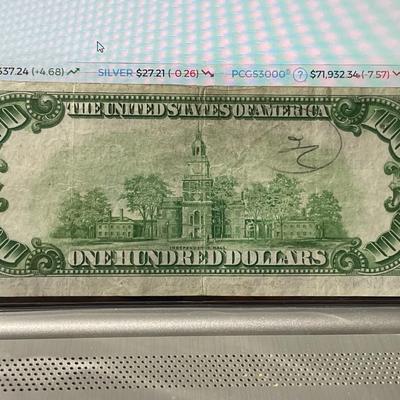 337.24 (+4.68) SILVER $27.21 (-0.26) PCGS3000® ? $71,932.34 (-7.57)
THE UNITED STATES OF AMERICA
INDEPENDENCE HALL
ONE HUNDRED DOLLARS